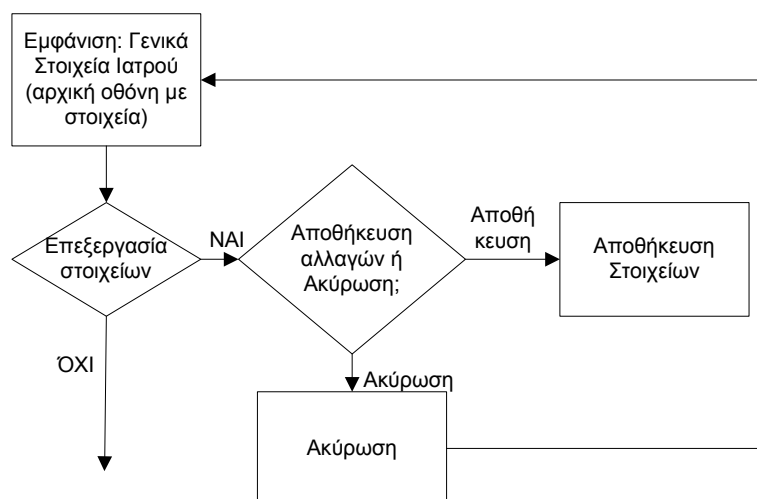 Εμφάνιση: Γενικά
Στοιχεία Ιατρού
(αρχική οθόνη με
στοιχεία)
Επεξεργασία
στοιχείων
ΝΑΙ
Αποθήκευση
αλλαγών ή
Ακύρωση;
Αποθή
κευση
Αποθήκευση
Στοιχείων
ΌΧΙ
Ακύρωση
Ακύρωση